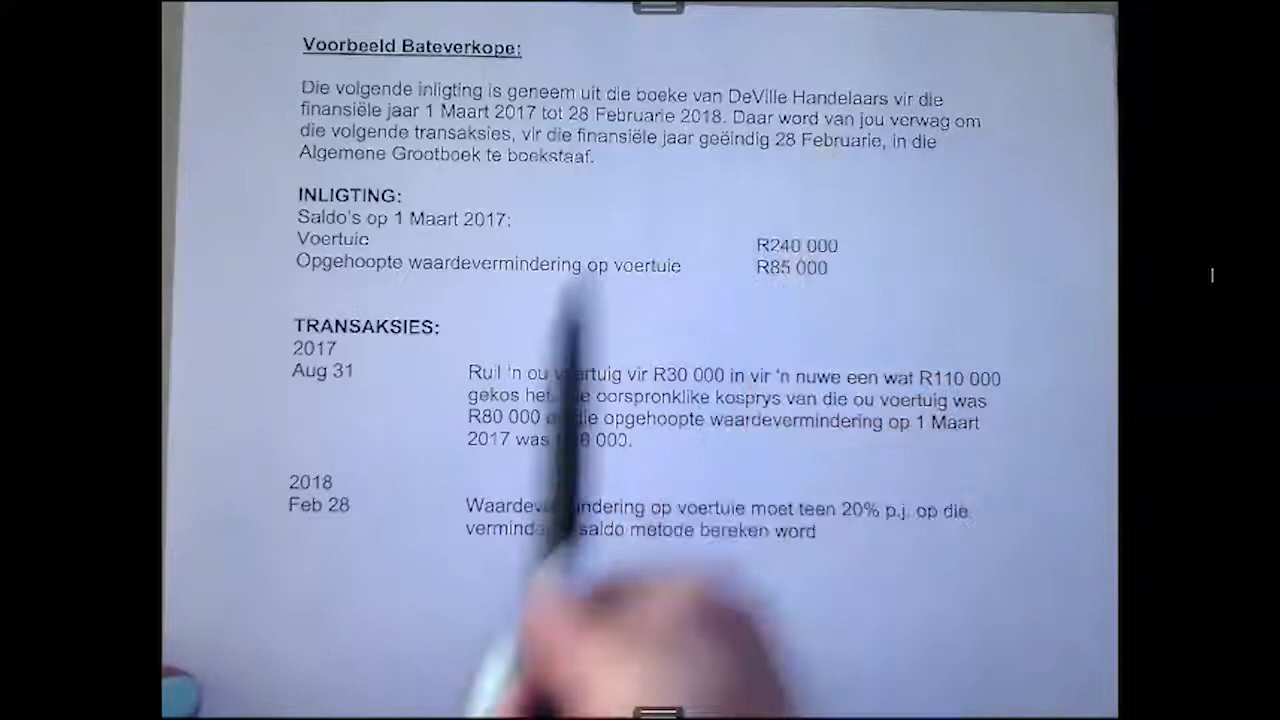 Voorbeeld Bateverkope:
Die volgende inligting is geneem uit die boeke van DeVille Handelaars vir die
finansiële jaar 1 Maart 2017 tot 28 Februarie 2018. Daar word van jou verwag om
die volgende transaksies, vir die finansiële jaar geëindig 28 Februarie, in die
Algemene Grootboek te boekstaaf.
INLIGTING:
Saldo's op 1 Maart 2017:
Voertuie R240 000
Opgehoopte waardevermindering op voertuie R85 000
TRANSAKSIES:
2017
Aug 31 Ruil 'n ou vir R30 000 in vir 'n nuwe een wat R110 000
gekos het. oorspronklike kosprys van die ou voertuig was
R80 000 die opgehoopte waardevermindering op 1 Maart
2017 was
2018
Feb 28 op voertuie moet teen 20% p.j. op die
saldo metode bereken word